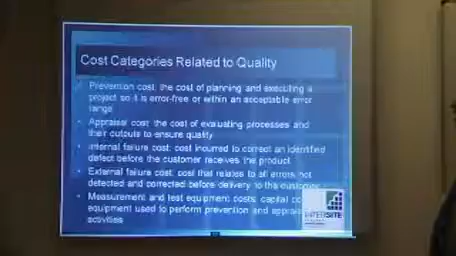 Cost Categories Related to Quality
Prevention cost: the cost of planning and executing a
project so it is error-free or within an acceptable error
range
Appraisal cost: the cost of evaluating processes and
their outputs to ensure quality
Internal failure cost: cost incurred to correct an identified
defect before the customer receives the product
External failure cost: cost that relates to all errors not
detected and corrected before delivery to the customer
Measurement and test equipment costs: capital
equipment used to perform prevention and
activities
INTERSITE